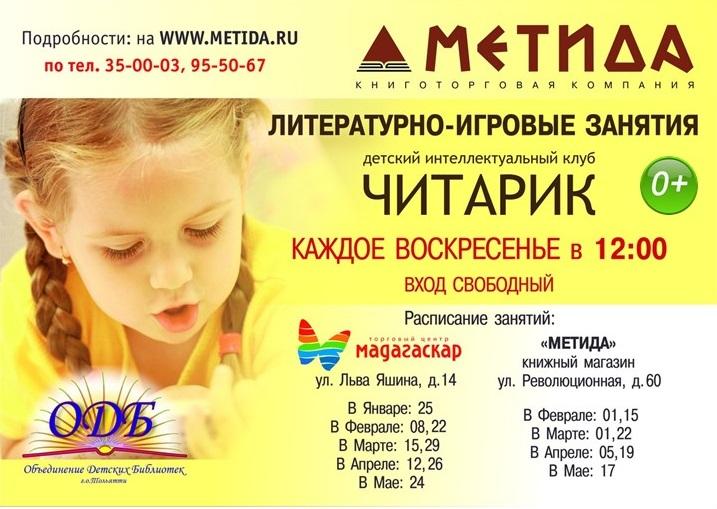 Подробности: на WWW.METIDA.RU
по тел. 35-00-03, 95-50-67
МЕТИДА
КНИГОТОРГОВАЯ КОМПАНИЯ
ЛИТЕРАТУРНО-ИГРОВЫЕ ЗАНЯТИЯ
детский интеллектуальный клуб
ЧИТАРИК
0+
КАЖДОЕ ВОСКРЕСЕНЬЕ в 12:00
ВХОД СВОБОДНЫЙ
Расписание занятий:
торговый центр
мадагаскар
ул. Льва Яшина, д.14
В Январе: 25
В Феврале: 08,22
В Марте: 15,29
В Апреле: 12,26
В Мае: 24
«МЕТИДА»
книжный магазин
ул. Революционная, д.60
В Феврале: 01,15
В Марте: 01,22
В Апреле: 05,19
В Мае: 17
ОДБ
Объединение Детских Библиотек
г.о.Тольятти